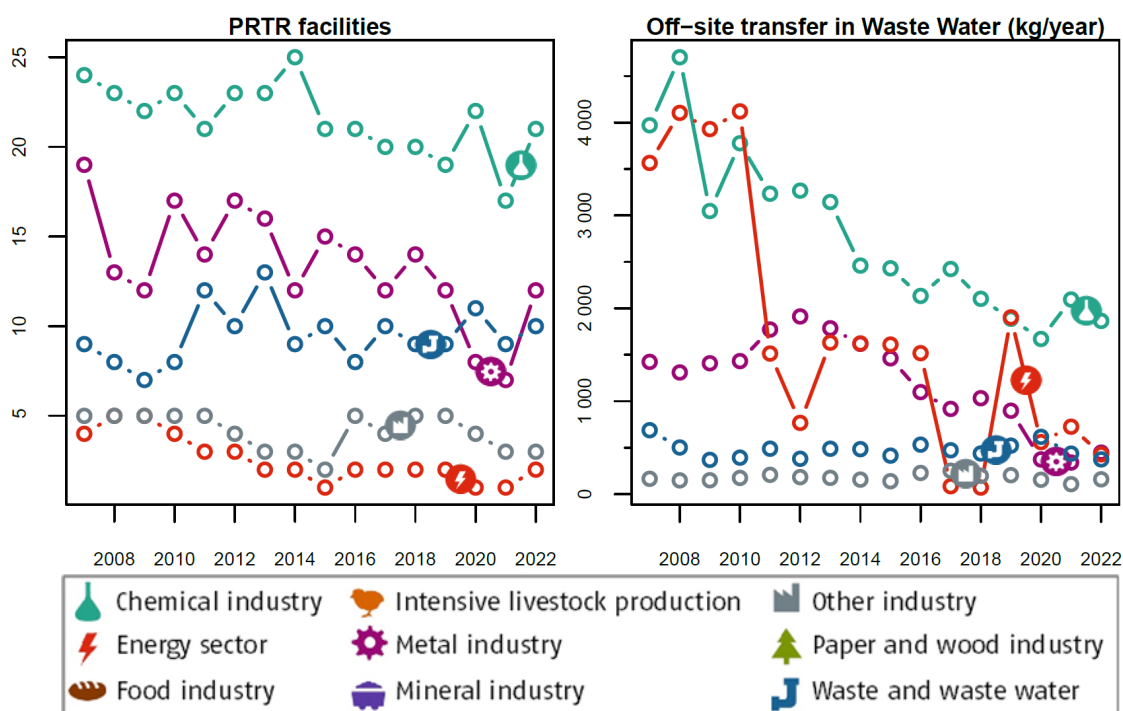 PRTR facilities
Off−site transfer in Waste Water (kg/year)
25
20
15
10
5
4 000
3 000
2 000
1 000
0
2008 2010 2012 2014 2016 2018 2020 2022
2008 2010 2012 2014 2016 2018 2020 2022
Chemical industry Intensive livestock production Other industry
Energy sector Metal industry Paper and wood industry
Food industry Mineral industry Waste and waste water